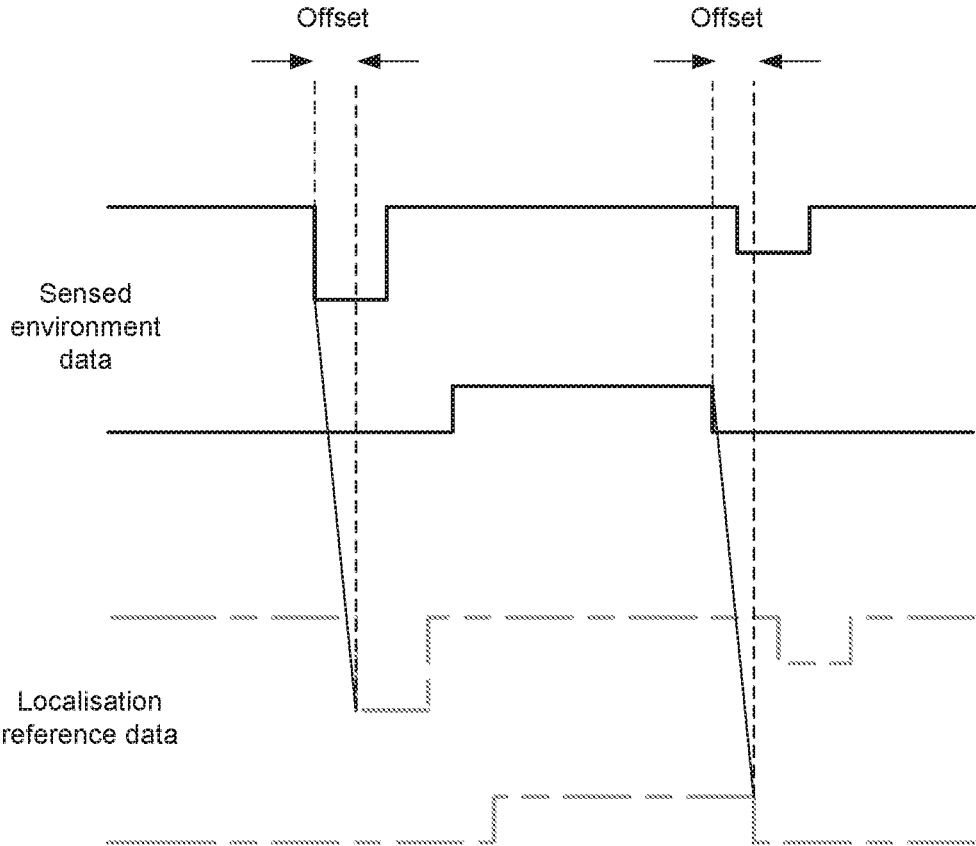 Offset
Offset
Sensed
environment
data
Localisation
reference data